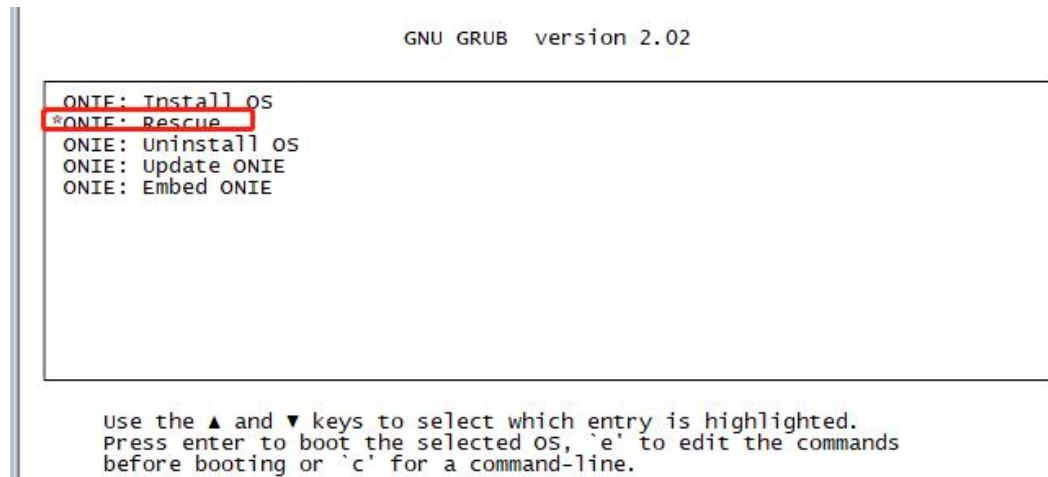 GNU GRUB version 2.02
ONIE: Install OS
*ONIE: Rescue
ONIE: Uninstall OS
ONIE: Update ONIE
ONIE: Embed ONIE
Use the ▲ and ▼ keys to select which entry is highlighted.
Press enter to boot the selected OS, `e' to edit the commands
before booting or `c' for a command-line.